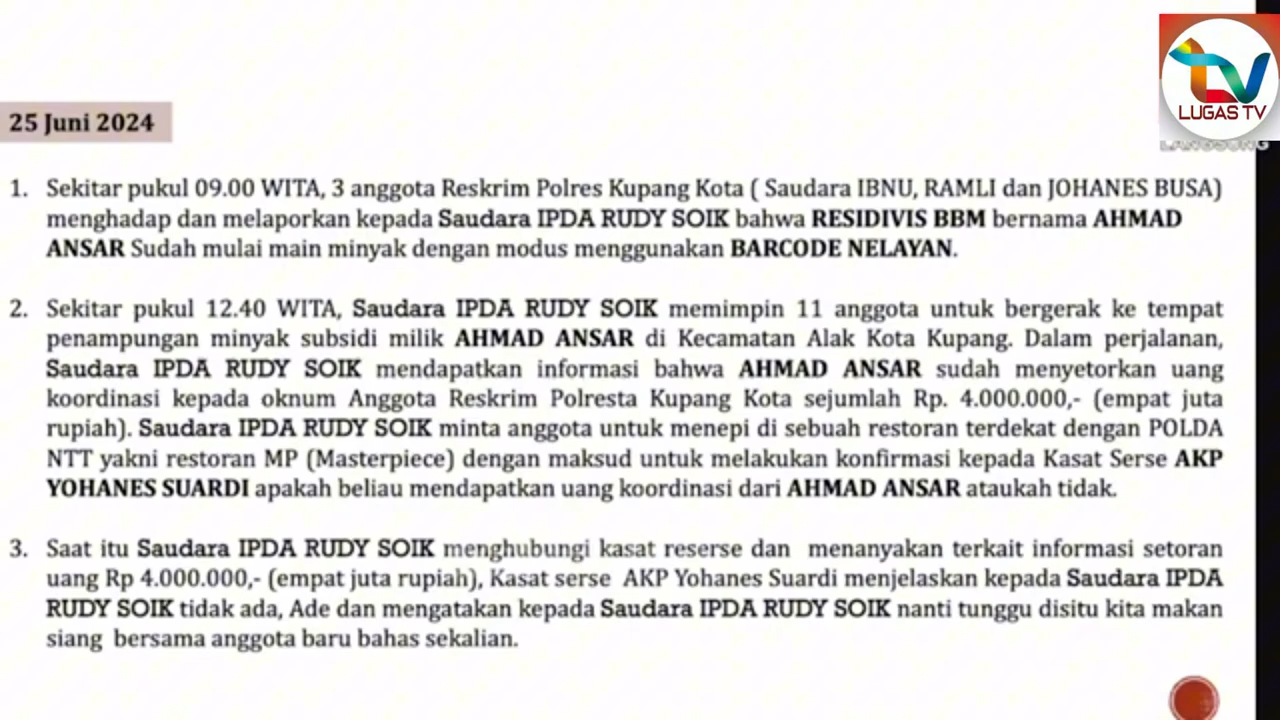 LUGAS TV
LANGSUNG
25 Juni 2024
1. Sekitar pukul 09.00 WITA, 3 anggota Reskrim Polres Kupang Kota ( Saudara IBNU, RAMLI dan JOHANES BUSA)
menghadap dan melaporkan kepada Saudara IPDA RUDY SOIK bahwa RESIDIVIS BBM bernama AHMAD
ANSAR Sudah mulai main minyak dengan modus menggunakan BARCODE NELAYAN.
2. Sekitar pukul 12.40 WITA, Saudara IPDA RUDY SOIK memimpin 11 anggota untuk bergerak ke tempat
penampungan minyak subsidi milik AHMAD ANSAR di Kecamatan Alak Kota Kupang. Dalam perjalanan,
Saudara IPDA RUDY SOIK mendapatkan informasi bahwa AHMAD ANSAR sudah menyetorkan uang
koordinasi kepada oknum Anggota Reskrim Polresta Kupang Kota sejumlah Rp. 4.000.000,- (empat juta
rupiah). Saudara IPDA RUDY SOIK minta anggota untuk menepi di sebuah restoran terdekat dengan POLDA
NTT yakni restoran MP (Masterpiece) dengan maksud untuk melakukan konfirmasi kepada Kasat Serse AKP
YOHANES SUARDI apakah beliau mendapatkan uang koordinasi dari AHMAD ANSAR ataukah tidak.
3. Saat itu Saudara IPDA RUDY SOIK menghubungi kasat reserse dan menanyakan terkait informasi setoran
uang Rp 4.000.000,- (empat juta rupiah), Kasat serse AKP Yohanes Suardi menjelaskan kepada Saudara IPDA
RUDY SOIK tidak ada, Ade dan mengatakan kepada Saudara IPDA RUDY SOIK nanti tunggu disitu kita makan
siang bersama anggota baru bahas sekalian.